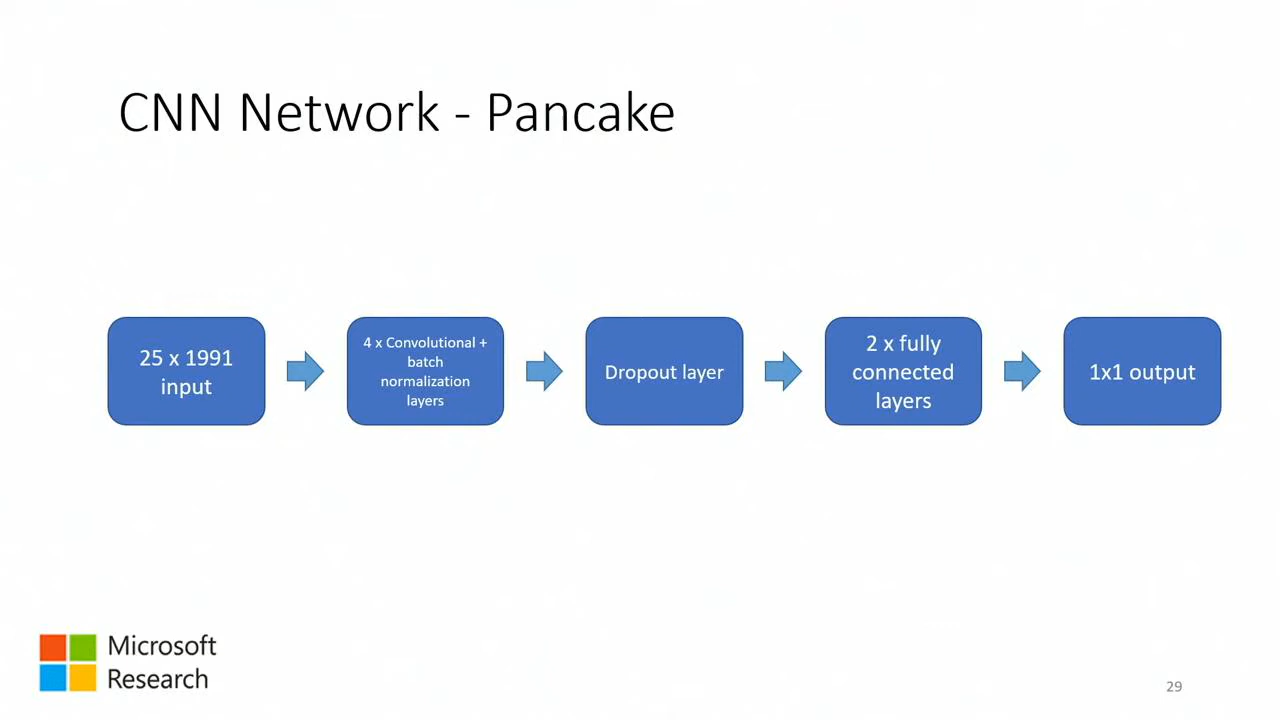 CNN Network - Pancake
25 x 1991
input
4 x Convolutional +
batch
normalization
layers
Dropout layer
2 x fully
connected
layers
1x1 output
Microsoft
Research
29